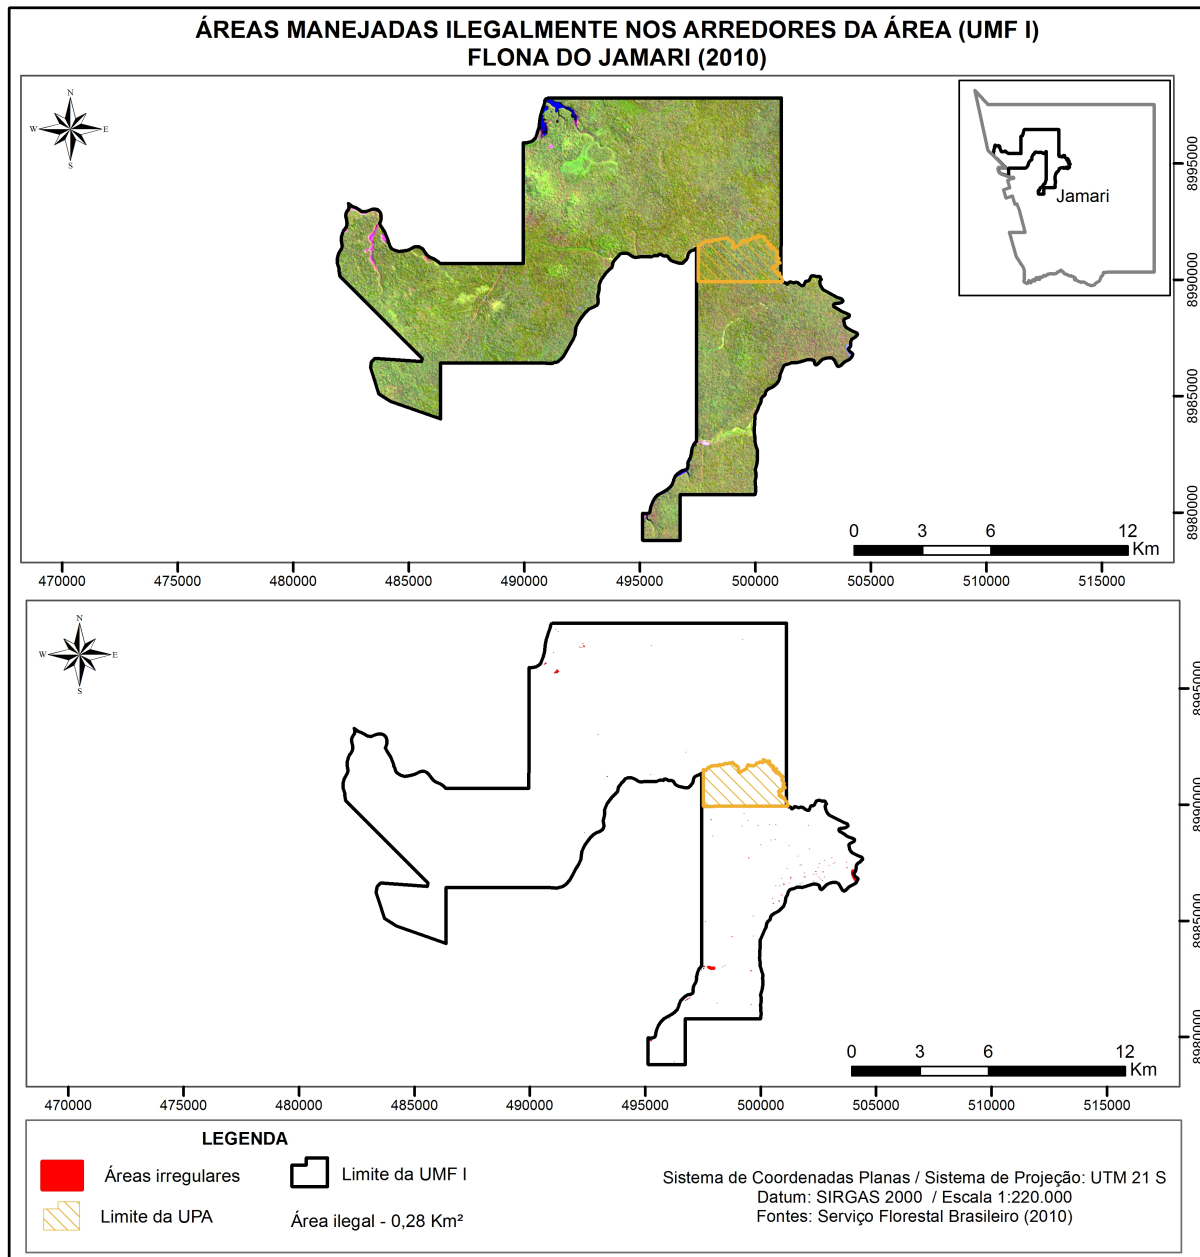 ÁREAS MANEJADAS ILEGALMENTE NOS ARREDORES DA ÁREA (UMF I)
FLONA DO JAMARI (2010)
N
W E
S
Jamari
8995000
8990000
8985000
8980000
0 3 6 12
Km
470000 475000 480000 485000 490000 495000 500000 505000 510000 515000
N
W E
S
8995000
8990000
8985000
8980000
0 3 6 12
Km
470000 475000 480000 485000 490000 495000 500000 505000 510000 515000
LEGENDA
Áreas irregulares
Limite da UMF I
Limite da UPA
Área ilegal - 0,28 Km²
Sistema de Coordenadas Planas / Sistema de Projeção: UTM 21 S
Datum: SIRGAS 2000 / Escala 1:220.000
Fontes: Serviço Florestal Brasileiro (2010)